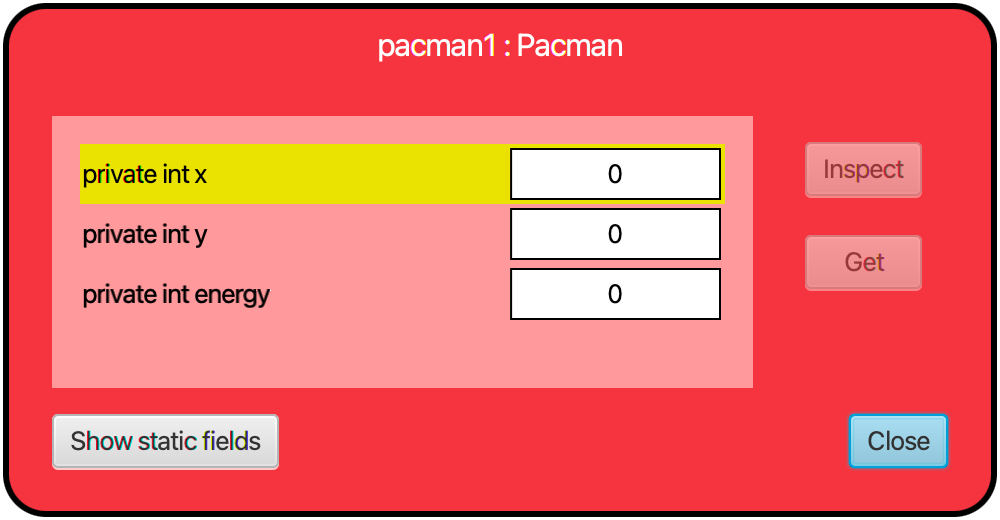 pacman1 : Pacman
private int x 0
Inspect
private int y 0
Get
private int energy 0
Show static fields
Close